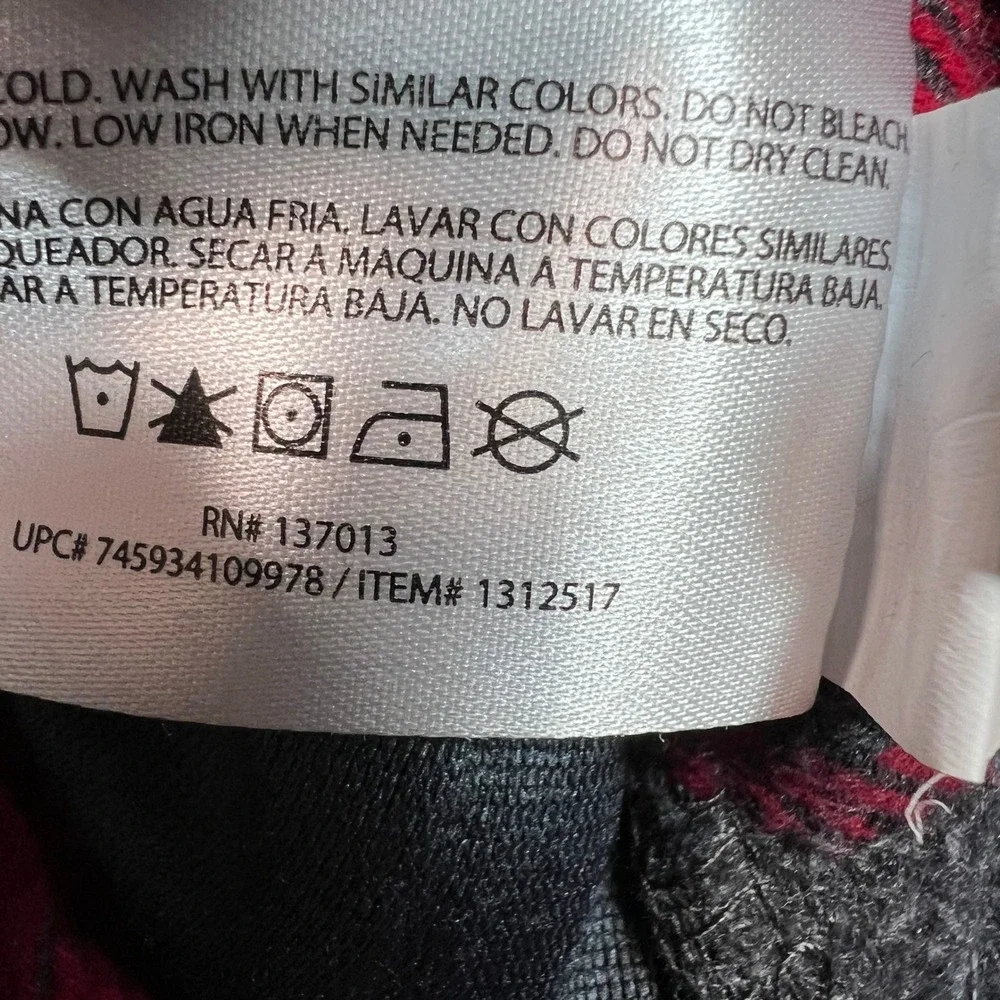 COLD. WASH WITH SIMILAR COLORS. DO NOT BLEACH
OW. LOW IRON WHEN NEEDED. DO NOT DRY CLEAN.
NA CON AGUA FRIA. LAVAR CON COLORES SIMILARES.
QUEADOR. SECAR A MAQUINA A TEMPERATURA BAJA.
AR A TEMPERATURA BAJA. NO LAVAR EN SECO.
RN# 137013
UPC# 745934109978 / ITEM# 1312517